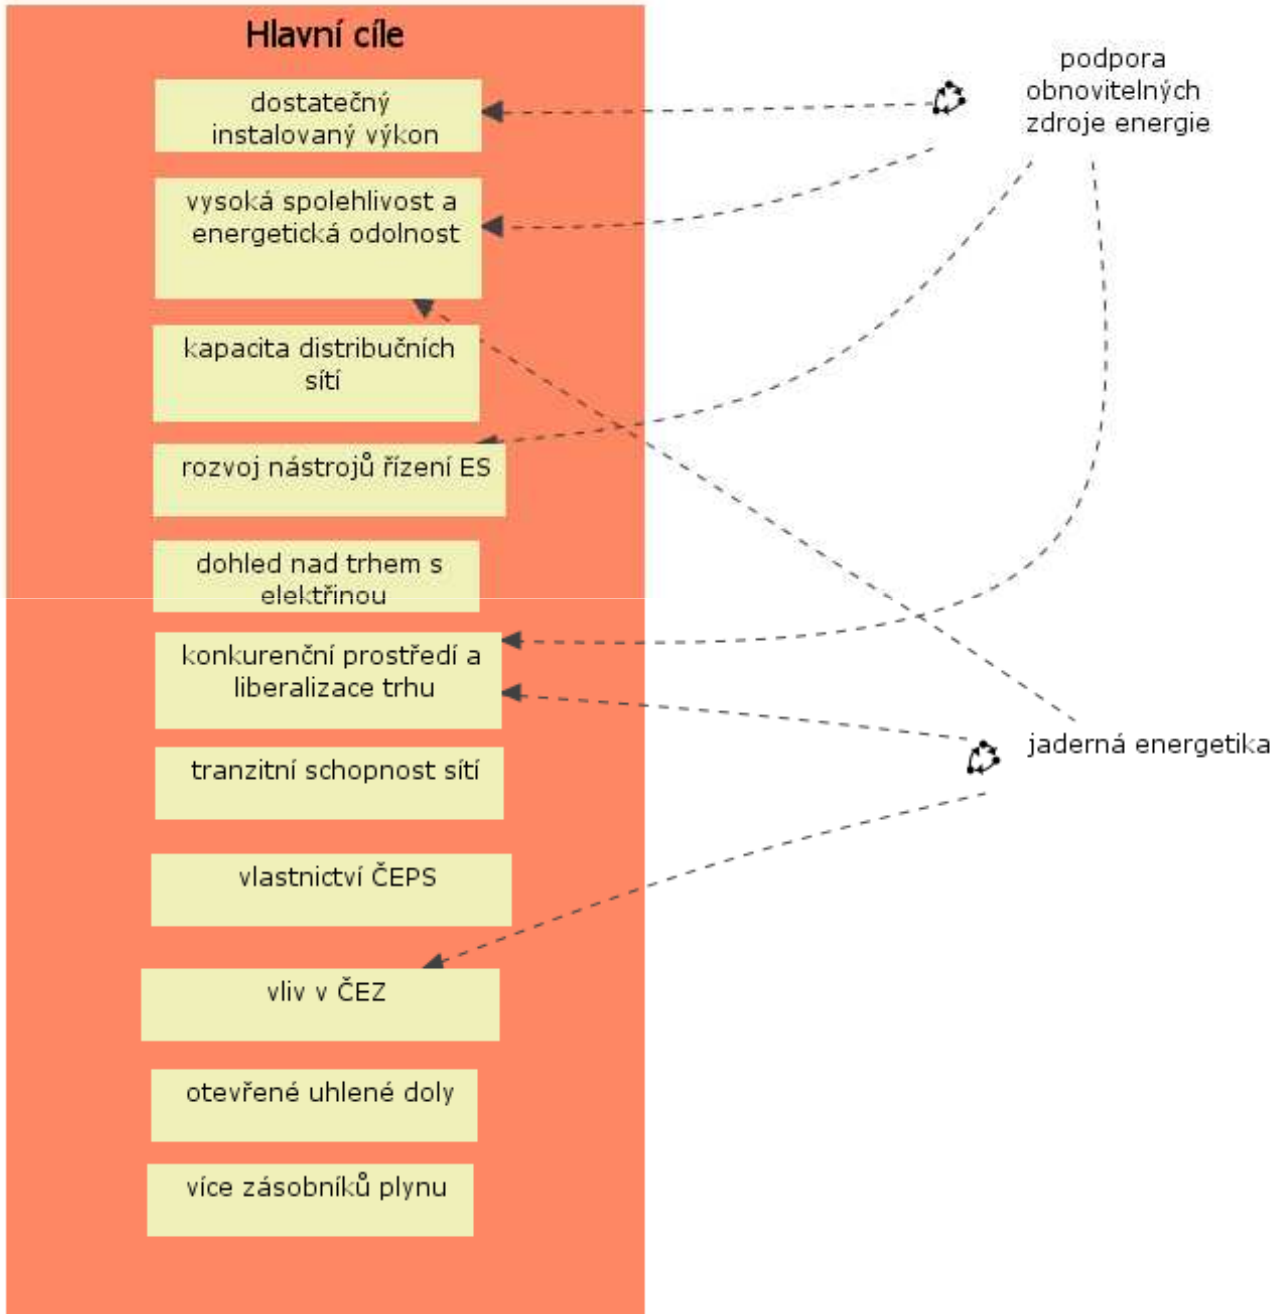 Hlavní cíle
dostatečný
instalovaný výkon
vysoká spolehlivost a
energetická odolnost
kapacita distribučních
sítí
rozvoj nástrojů řízení ES
dohled nad trhem s
elektřinou
konkurenční prostředí a
liberalizace trhu
tranzitní schopnost sítí
vlastnictví ČEPS
vliv v ČEZ
otevřené uhlené doly
více zásobníků plynu
podpora
obnovitelných
zdroje energie
jaderná energetika